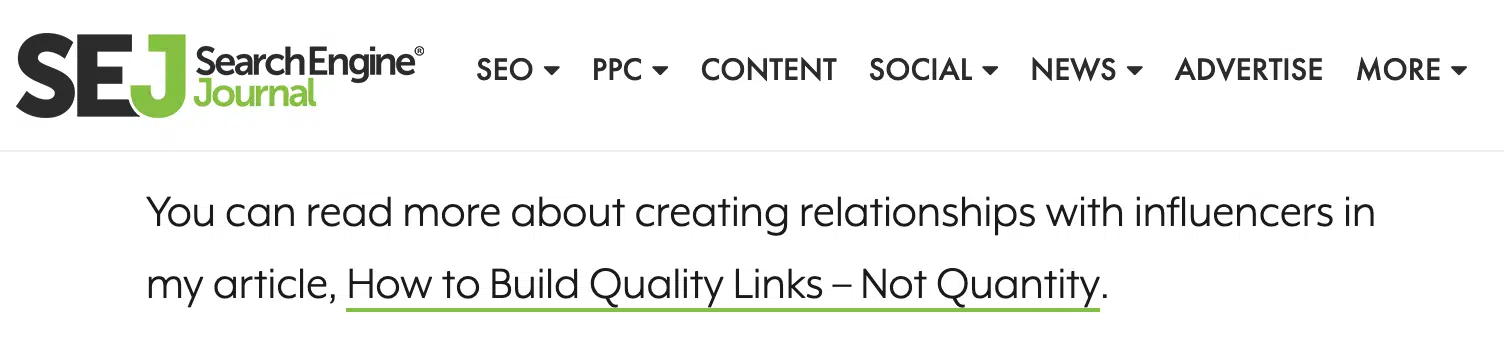 SEJ Search Engine® Journal SEO PPC CONTENT SOCIAL NEWS ADVERTISE MORE
You can read more about creating relationships with influencers in
my article, How to Build Quality Links – Not Quantity.